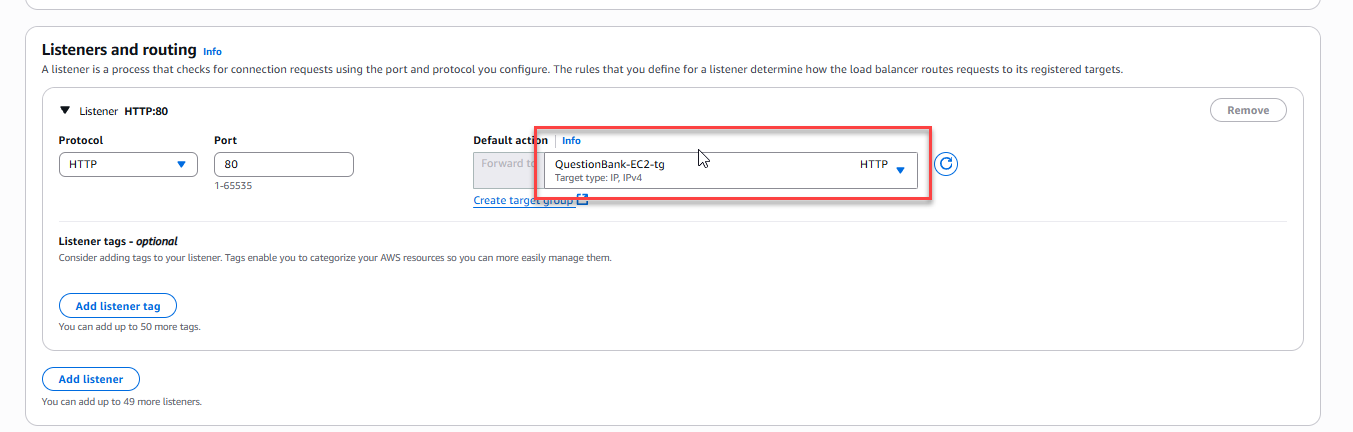 Listeners and routing Info
A listener is a process that checks for connection requests using the port and protocol you configure. The rules that you define for a listener determine how the load balancer routes requests to its registered targets.
Listener HTTP:80
Remove
Protocol Port Default action Info
HTTP 80 Forward to QuestionBank-EC2-tg HTTP
Target type: IP, IPv4
1-65535
Create target group
Listener tags - optional
Consider adding tags to your listener. Tags enable you to categorize your AWS resources so you can more easily manage them.
Add listener tag
You can add up to 50 more tags.
Add listener
You can add up to 49 more listeners.